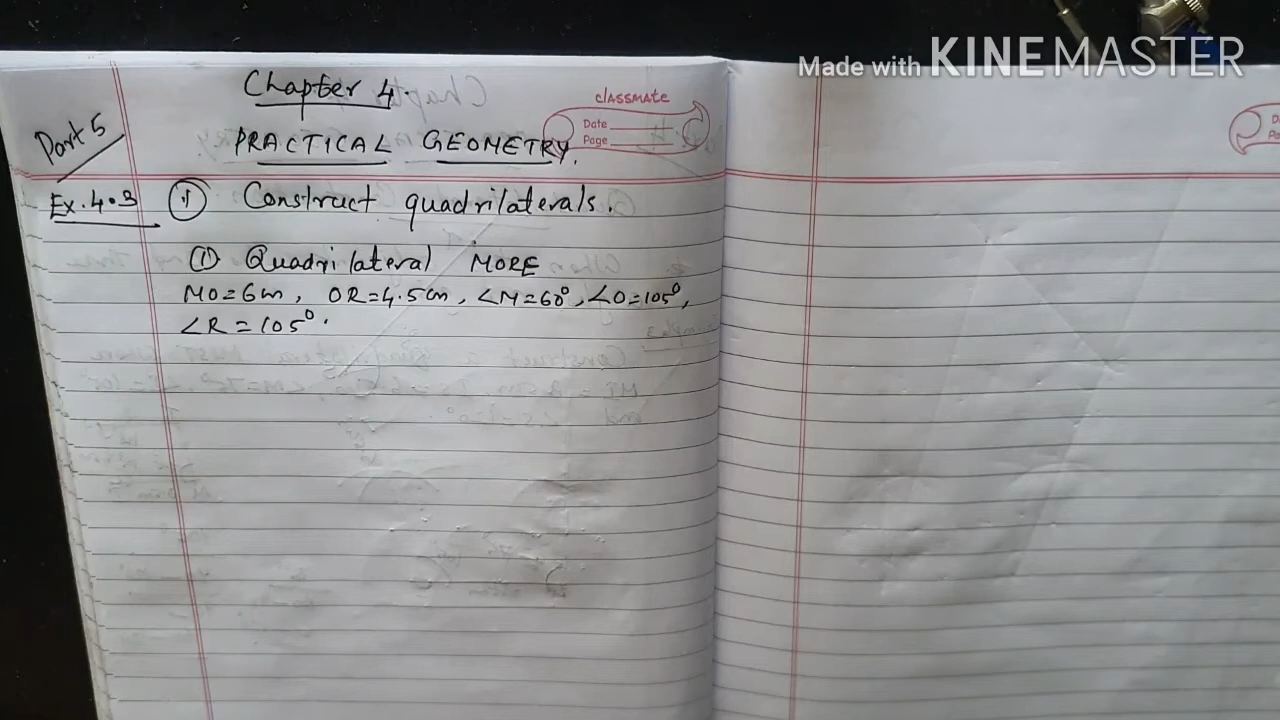 Made with KINEMASTER
Chapter 4.
classmate
Date
Page
Part 5
PRACTICAL GEOMETRY.
Ex. 4.3 (1) Construct quadrilaterals.
(i) Quadrilateral MORE
MO=6cm, OR=4.5cm, ∠M=60°, ∠O=105°,
∠R=105°.